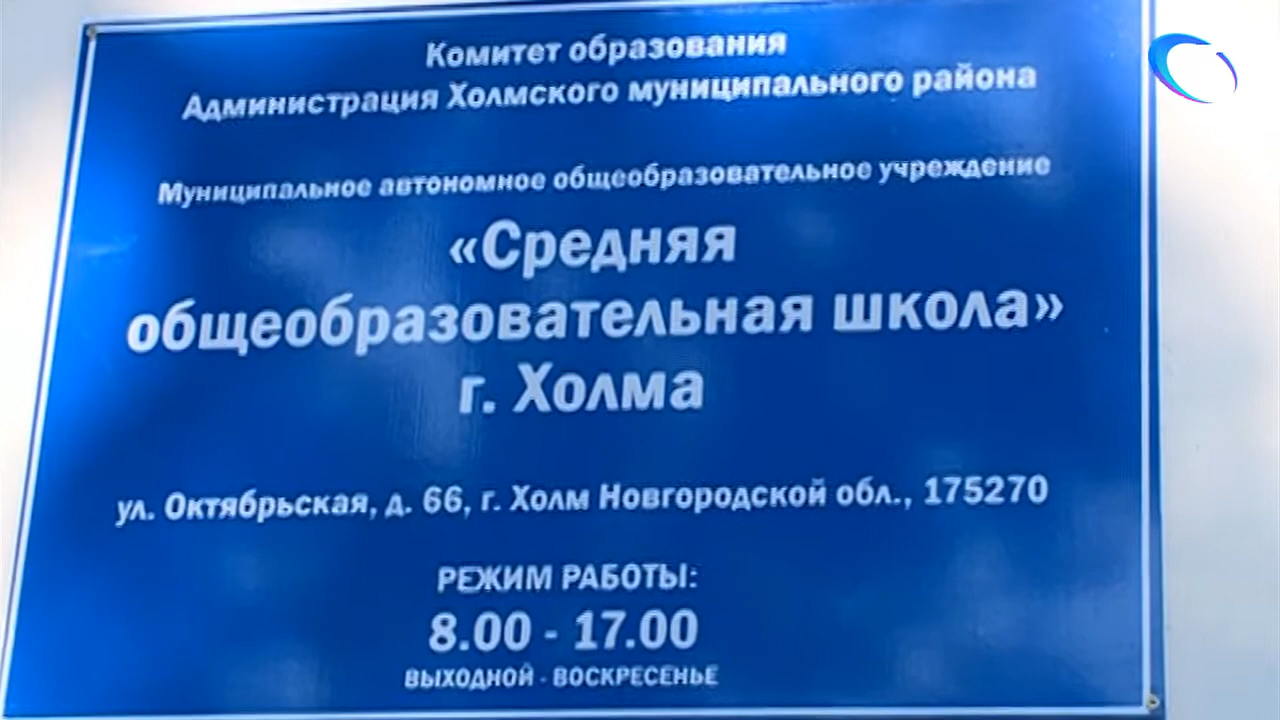 Комитет образования
Администрация Холмского муниципального района
Муниципальное автономное общеобразовательное учреждение
«Средняя
общеобразовательная школа»
г. Холма
ул. Октябрьская, д. 66, г. Холм Новгородской обл., 175270
РЕЖИМ РАБОТЫ:
8.00 - 17.00
ВЫХОДНОЙ - ВОСКРЕСЕНЬЕ